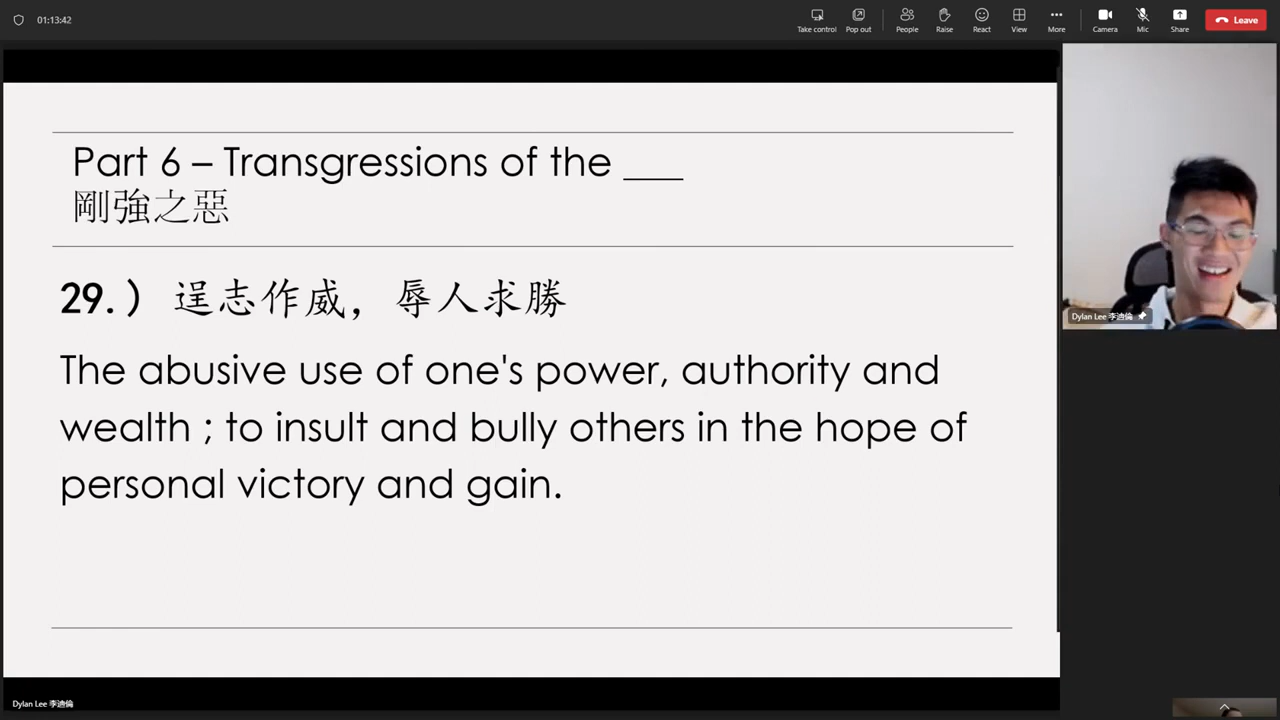 01:13:42
Take control
Pop out
People
Raise
React
View
More
Camera
Mic
Share
Leave
Part 6 – Transgressions of the ___
剛強之惡
29.) 逞志作威，辱人求勝
The abusive use of one's power, authority and
wealth ; to insult and bully others in the hope of
personal victory and gain.
Dylan Lee 李迪倫
Dylan Lee 李迪倫